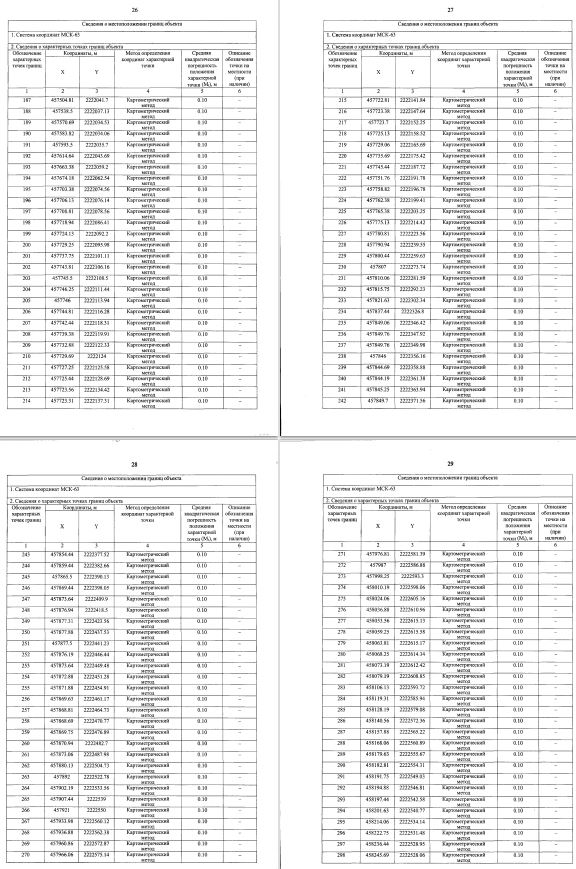 26
Сведения о местоположении границ объекта
1. Система координат МСК-63
2. Сведения о характерных точках границ объекта
Обозначение характерных точек границ
Координаты, м
Метод определения координат характерной точки
Средняя квадратическая погрешность положения характерной точки (Mt), м
Описание обозначения точки на местности (при наличии)
X Y
1 2 3 4 5 6
187 457504.81 2222041.7 Картометрический метод 0.10 –
188 457538.5 2222037.13 Картометрический метод 0.10 –
189 457570.69 2222034.53 Картометрический метод 0.10 –
190 457583.82 2222034.06 Картометрический метод 0.10 –
191 457593.5 2222035.7 Картометрический метод 0.10 –
192 457614.64 2222043.69 Картометрический метод 0.10 –
193 457663.38 2222059.2 Картометрический метод 0.10 –
194 457674.18 2222062.54 Картометрический метод 0.10 –
195 457703.38 2222074.56 Картометрический метод 0.10 –
196 457706.13 2222076.14 Картометрический метод 0.10 –
197 457708.81 2222078.56 Картометрический метод 0.10 –
198 457718.94 2222086.41 Картометрический метод 0.10 –
199 457724.13 2222092.2 Картометрический метод 0.10 –
200 457729.25 2222095.98 Картометрический метод 0.10 –
201 457737.75 2222101.11 Картометрический метод 0.10 –
202 457743.81 2222106.16 Картометрический метод 0.10 –
203 457745.5 2222108.5 Картометрический метод 0.10 –
204 457746.25 2222111.44 Картометрический метод 0.10 –
205 457746 2222113.94 Картометрический метод 0.10 –
206 457744.81 2222116.28 Картометрический метод 0.10 –
207 457742.44 2222118.31 Картометрический метод 0.10 –
208 457739.38 2222119.91 Картометрический метод 0.10 –
209 457732.88 2222122.33 Картометрический метод 0.10 –
210 457729.69 2222124 Картометрический метод 0.10 –
211 457727.25 2222125.58 Картометрический метод 0.10 –
212 457725.44 2222128.69 Картометрический метод 0.10 –
213 457723.56 2222134.42 Картометрический метод 0.10 –
214 457723.31 2222137.31 Картометрический метод 0.10 –
27
Сведения о местоположении границ объекта
1. Система координат МСК-63
2. Сведения о характерных точках границ объекта
Обозначение характерных точек границ
Координаты, м
Метод определения координат характерной точки
Средняя квадратическая погрешность положения характерной точки (Mt), м
Описание обозначения точки на местности (при наличии)
X Y
1 2 3 4 5 6
215 457722.81 2222141.84 Картометрический метод 0.10 –
216 457723.38 2222147.64 Картометрический метод 0.10 –
217 457723.7 2222152.25 Картометрический метод 0.10 –
218 457725.13 2222158.52 Картометрический метод 0.10 –
219 457729.06 2222165.69 Картометрический метод 0.10 –
220 457735.69 2222175.42 Картометрический метод 0.10 –
221 457745.44 2222187.72 Картометрический метод 0.10 –
222 457751.76 2222191.78 Картометрический метод 0.10 –
223 457758.82 2222196.78 Картометрический метод 0.10 –
224 457762.38 2222199.41 Картометрический метод 0.10 –
225 457765.38 2222203.25 Картометрический метод 0.10 –
226 457775.13 2222214.42 Картометрический метод 0.10 –
227 457780.81 2222223.56 Картометрический метод 0.10 –
228 457790.94 2222239.55 Картометрический метод 0.10 –
229 457800.44 2222259.63 Картометрический метод 0.10 –
230 457807 2222273.74 Картометрический метод 0.10 –
231 457810.06 2222281.59 Картометрический метод 0.10 –
232 457815.75 2222292.23 Картометрический метод 0.10 –
233 457821.63 2222302.34 Картометрический метод 0.10 –
234 457837.44 2222326.8 Картометрический метод 0.10 –
235 457849.06 2222346.42 Картометрический метод 0.10 –
236 457849.76 2222347.92 Картометрический метод 0.10 –
237 457849.76 2222349.98 Картометрический метод 0.10 –
238 457846 2222356.16 Картометрический метод 0.10 –
239 457844.69 2222358.88 Картометрический метод 0.10 –
240 457844.19 2222361.38 Картометрический метод 0.10 –
241 457845.25 2222363.94 Картометрический метод 0.10 –
242 457849.7 2222371.56 Картометрический метод 0.10 –
28
Сведения о местоположении границ объекта
1. Система координат МСК-63
2. Сведения о характерных точках границ объекта
Обозначение характерных точек границ
Координаты, м
Метод определения координат характерной точки
Средняя квадратическая погрешность положения характерной точки (Mt), м
Описание обозначения точки на местности (при наличии)
X Y
1 2 3 4 5 6
243 457854.44 2222377.52 Картометрический метод 0.10 –
244 457859.44 2222382.66 Картометрический метод 0.10 –
245 457865.5 2222390.13 Картометрический метод 0.10 –
246 457869.44 2222398.05 Картометрический метод 0.10 –
247 457873.64 2222409.9 Картометрический метод 0.10 –
248 457876.94 2222418.5 Картометрический метод 0.10 –
249 457877.31 2222423.56 Картометрический метод 0.10 –
250 457877.88 2222437.53 Картометрический метод 0.10 –
251 457877.5 2222441.23 Картометрический метод 0.10 –
252 457876.19 2222446.44 Картометрический метод 0.10 –
253 457875.64 2222449.48 Картометрический метод 0.10 –
254 457872.88 2222451.28 Картометрический метод 0.10 –
255 457871.88 2222454.91 Картометрический метод 0.10 –
256 457869.63 2222461.17 Картометрический метод 0.10 –
257 457868.81 2222464.73 Картометрический метод 0.10 –
258 457868.69 2222470.77 Картометрический метод 0.10 –
259 457869.75 2222476.89 Картометрический метод 0.10 –
260 457870.94 2222482.7 Картометрический метод 0.10 –
261 457873.06 2222487.98 Картометрический метод 0.10 –
262 457880.13 2222504.73 Картометрический метод 0.10 –
263 457892 2222522.78 Картометрический метод 0.10 –
264 457902.19 2222533.56 Картометрический метод 0.10 –
265 457907.44 2222539 Картометрический метод 0.10 –
266 457921 2222550 Картометрический метод 0.10 –
267 457933.98 2222560.12 Картометрический метод 0.10 –
268 457936.88 2222562.38 Картометрический метод 0.10 –
269 457960.86 2222572.87 Картометрический метод 0.10 –
270 457966.06 2222575.14 Картометрический метод 0.10 –
29
Сведения о местоположении границ объекта
1. Система координат МСК-63
2. Сведения о характерных точках границ объекта
Обозначение характерных точек границ
Координаты, м
Метод определения координат характерной точки
Средняя квадратическая погрешность положения характерной точки (Mt), м
Описание обозначения точки на местности (при наличии)
X Y
1 2 3 4 5 6
271 457976.81 2222581.39 Картометрический метод 0.10 –
272 457987 2222586.88 Картометрический метод 0.10 –
273 457998.25 2222593.3 Картометрический метод 0.10 –
274 458010.19 2222598.06 Картометрический метод 0.10 –
275 458024.06 2222605.16 Картометрический метод 0.10 –
276 458036.88 2222610.96 Картометрический метод 0.10 –
277 458053.56 2222615.13 Картометрический метод 0.10 –
278 458059.25 2222615.98 Картометрический метод 0.10 –
279 458063.81 2222615.17 Картометрический метод 0.10 –
280 458068.25 2222614.34 Картометрический метод 0.10 –
281 458073.19 2222612.42 Картометрический метод 0.10 –
282 458079.19 2222608.85 Картометрический метод 0.10 –
283 458106.13 2222593.72 Картометрический метод 0.10 –
284 458119.31 2222585.94 Картометрический метод 0.10 –
285 458128.19 2222579.08 Картометрический метод 0.10 –
286 458140.56 2222572.36 Картометрический метод 0.10 –
287 458157.88 2222565.22 Картометрический метод 0.10 –
288 458168.06 2222560.89 Картометрический метод 0.10 –
289 458179.63 2222555.67 Картометрический метод 0.10 –
290 458182.81 2222554.31 Картометрический метод 0.10 –
291 458191.75 2222549.03 Картометрический метод 0.10 –
292 458194.88 2222546.81 Картометрический метод 0.10 –
293 458197.44 2222542.58 Картометрический метод 0.10 –
294 458201.63 2222540.77 Картометрический метод 0.10 –
295 458214.06 2222534.14 Картометрический метод 0.10 –
296 458222.75 2222531.48 Картометрический метод 0.10 –
297 458236.44 2222528.95 Картометрический метод 0.10 –
298 458245.69 2222528.06 Картометрический метод 0.10 –